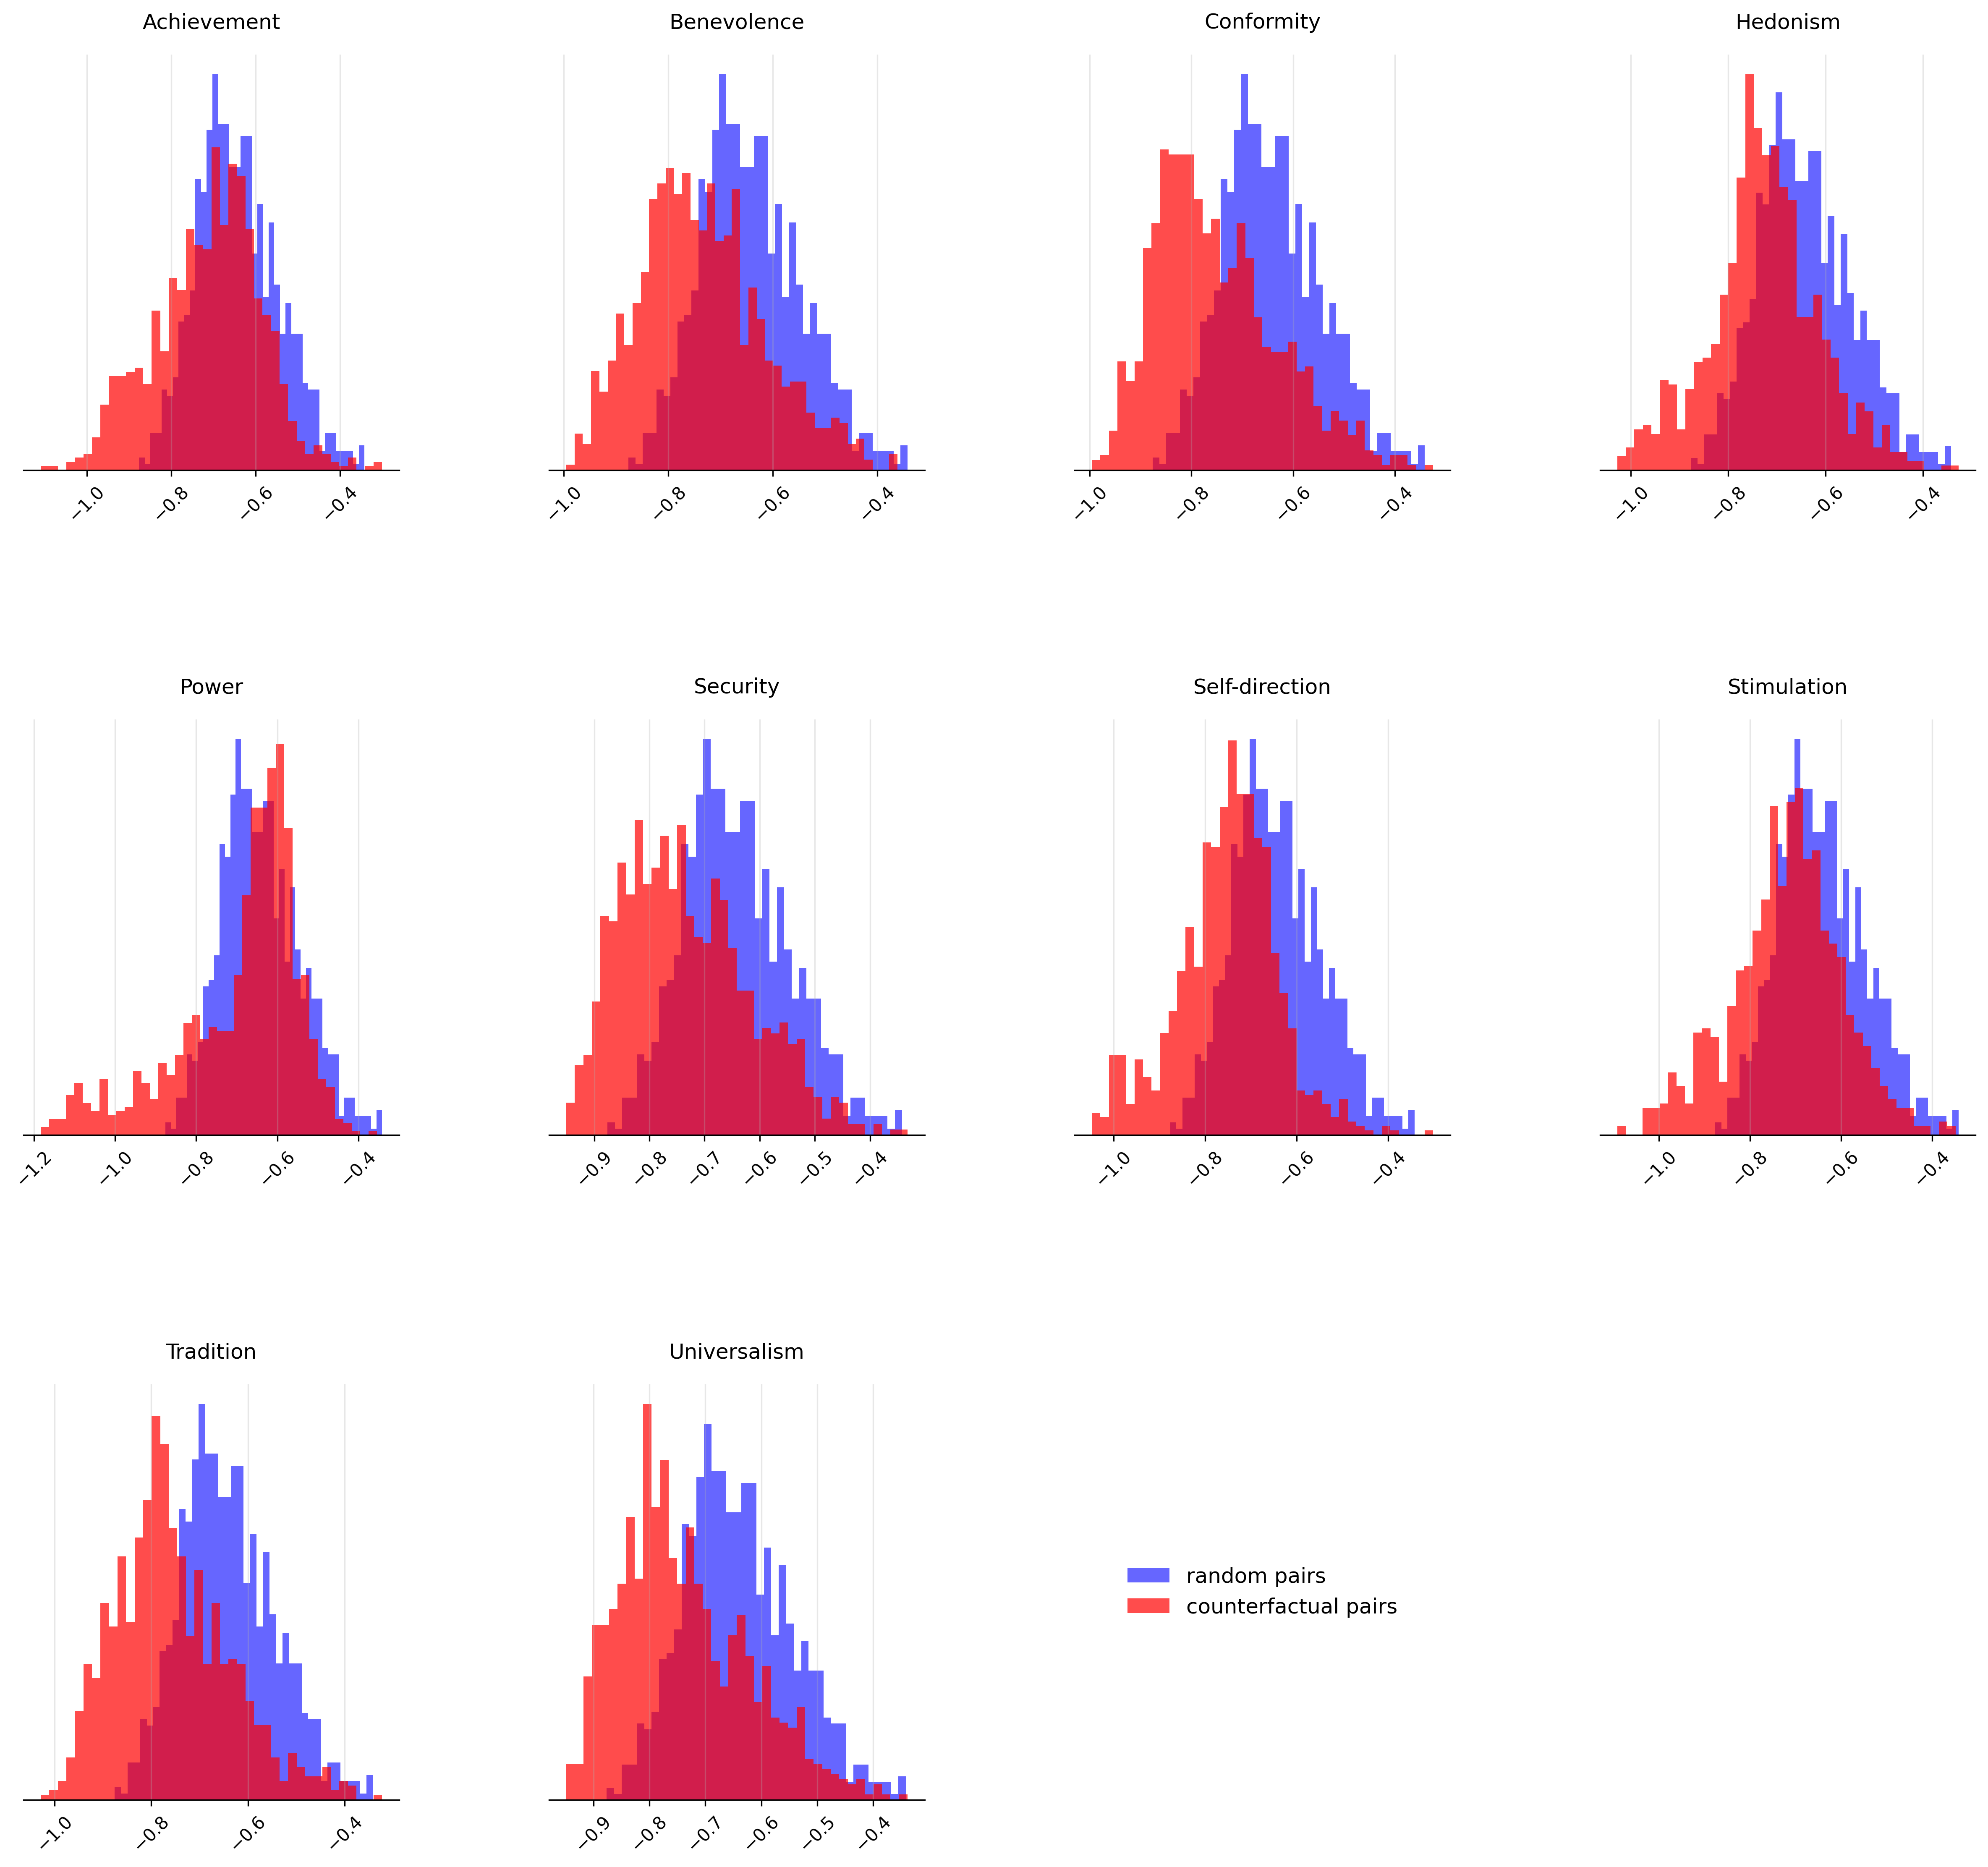 Achievement
Benevolence
Conformity
Hedonism
−1.0 −0.8 −0.6 −0.4
−1.0 −0.8 −0.6 −0.4
−1.0 −0.8 −0.6 −0.4
−1.0 −0.8 −0.6 −0.4
Power
Security
Self-direction
Stimulation
−1.2 −1.0 −0.8 −0.6 −0.4
−0.9 −0.8 −0.7 −0.6 −0.5 −0.4
−1.0 −0.8 −0.6 −0.4
−1.0 −0.8 −0.6 −0.4
Tradition
Universalism
random pairs
counterfactual pairs
−1.0 −0.8 −0.6 −0.4
−0.9 −0.8 −0.7 −0.6 −0.5 −0.4